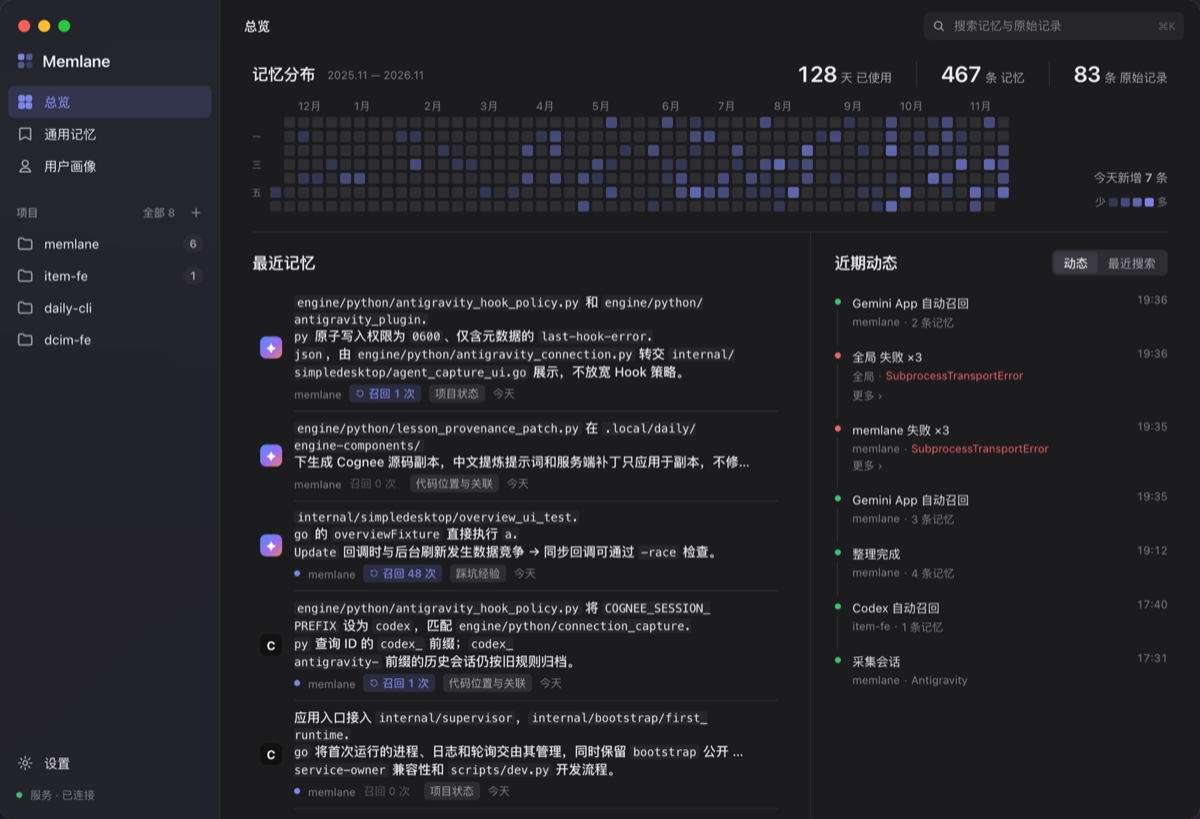 Memlane
总览
通用记忆
用户画像
项目 全部 8 +
memlane 6
item-fe 1
daily-cli
dcim-fe
设置
服务 · 已连接
总览
搜索记忆与原始记录 ⌘K
记忆分布 2025.11 — 2026.11
128 天 已使用 467 条 记忆 83 条 原始记录
12月 1月 2月 3月 4月 5月 6月 7月 8月 9月 10月 11月
一
三
五
今天新增 7 条
少 多
最近记忆
engine/python/antigravity_hook_policy.py 和 engine/python/
antigravity_plugin.
py 原子写入权限为 0600、仅含元数据的 last-hook-error.
json，由 engine/python/antigravity_connection.py 转交 internal/
simpledesktop/agent_capture_ui.go 展示，不放宽 Hook 策略。
memlane 召回 1 次 项目状态 今天
engine/python/lesson_provenance_patch.py 在 .local/daily/
engine-components/
下生成 Cognee 源码副本，中文提炼提示词和服务端补丁只应用于副本，不修...
memlane 召回 0 次 代码位置与关联 今天
internal/simpledesktop/overview_ui_test.
go 的 overviewFixture 直接执行 a.
Update 回调时与后台刷新发生数据竞争 → 同步回调可通过 -race 检查。
memlane 召回 48 次 踩坑经验 今天
C
engine/python/antigravity_hook_policy.py 将 COGNEE_SESSION_
PREFIX 设为 codex，匹配 engine/python/connection_capture.
py 查询 ID 的 codex_ 前缀；codex_
antigravity- 前缀的历史会话仍按旧规则归档。
memlane 召回 1 次 代码位置与关联 今天
C
应用入口接入 internal/supervisor，internal/bootstrap/first_
runtime.
go 将首次运行的进程、日志和轮询交由其管理，同时保留 bootstrap 公开 ...
service-owner 兼容性和 scripts/dev.py 开发流程。
memlane 召回 0 次 项目状态 今天
近期动态 动态 最近搜索
Gemini App 自动召回 19:36
memlane · 2 条记忆
全局 失败 ×3 19:36
全局 · SubprocessTransportError
更多 ›
memlane 失败 ×3 19:35
memlane · SubprocessTransportError
更多 ›
Gemini App 自动召回 19:35
memlane · 3 条记忆
整理完成 19:12
memlane · 4 条记忆
Codex 自动召回 17:40
item-fe · 1 条记忆
采集会话 17:31
memlane · Antigravity